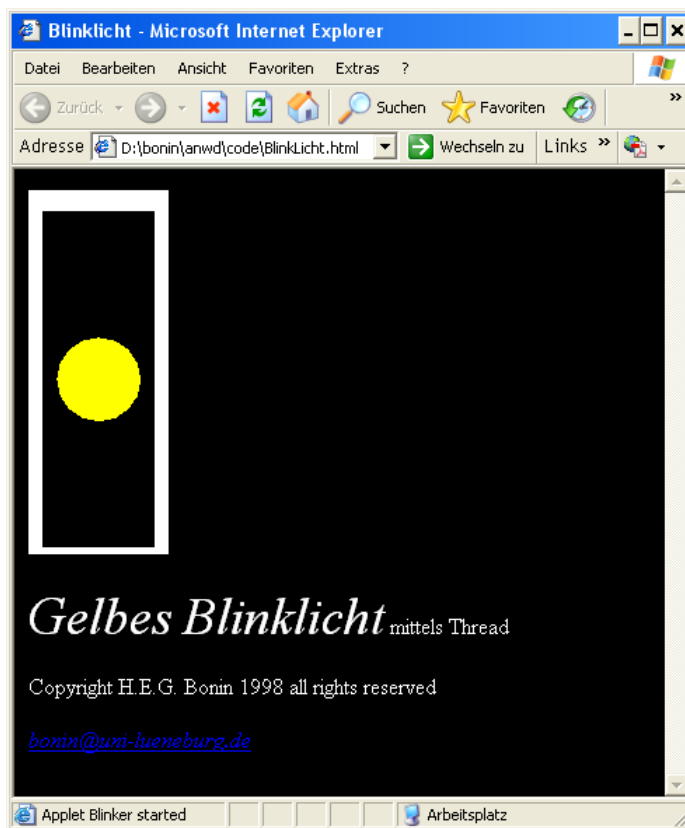 Blinklicht - Microsoft Internet Explorer
Datei Bearbeiten Ansicht Favoriten Extras ?
Zurück Suchen Favoriten »
Adresse D:\bonin\anwd\code\BlinkLicht.html Wechseln zu Links »
Gelbes Blinklicht mittels Thread
Copyright H.E.G. Bonin 1998 all rights reserved
bonin@uni-lueneburg.de
Applet Blinker started Arbeitsplatz